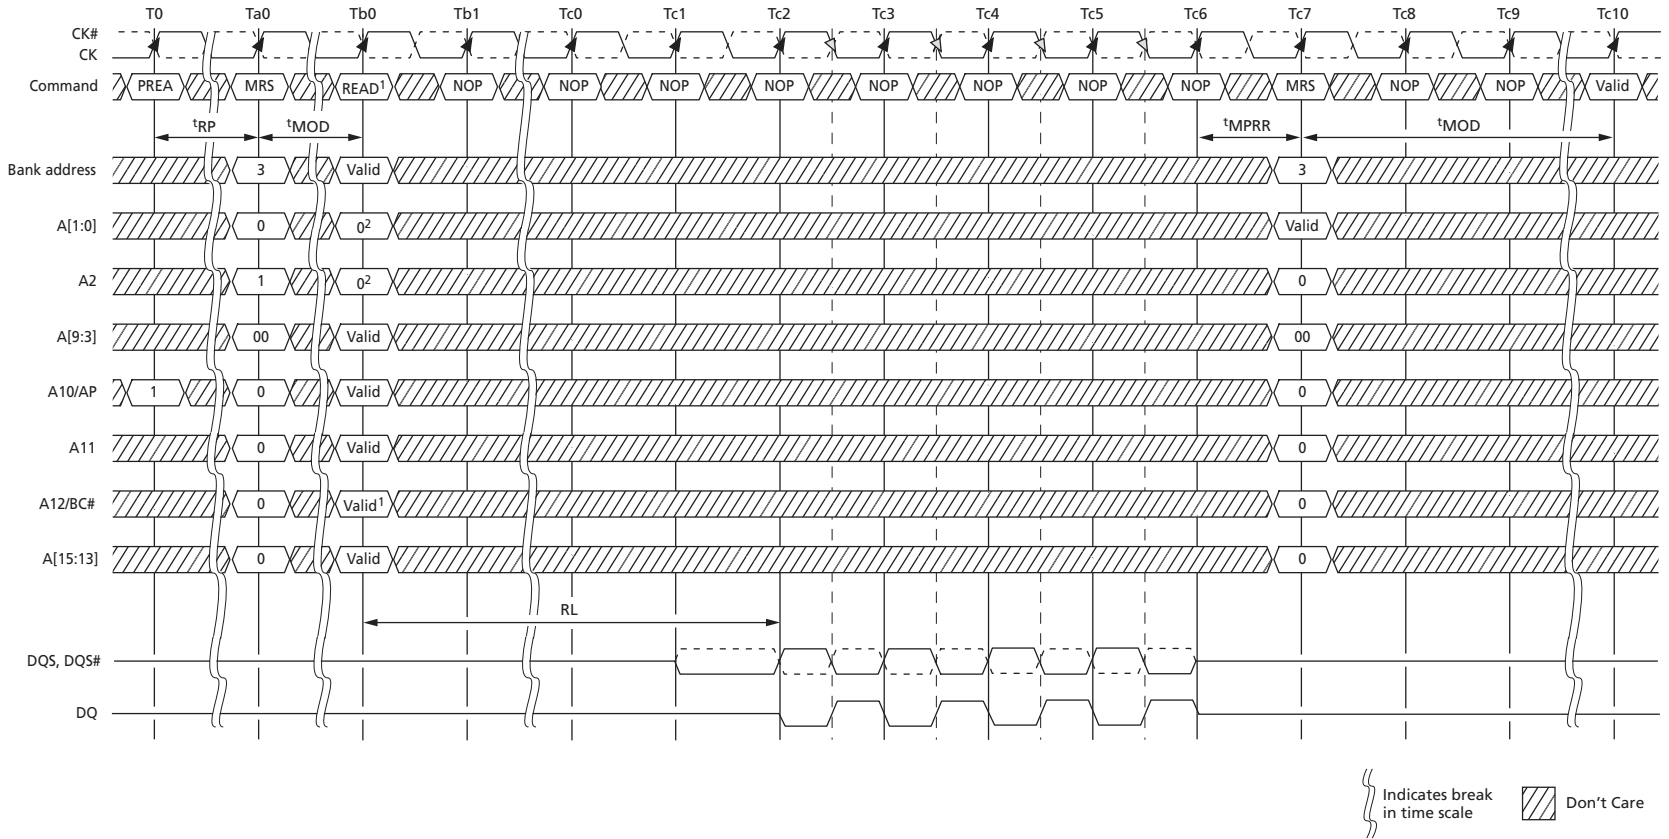 T0 Ta0 Tb0 Tb1 Tc0 Tc1 Tc2 Tc3 Tc4 Tc5 Tc6 Tc7 Tc8 Tc9 Tc10
CK#
CK
Command PREA MRS READ1 NOP NOP NOP NOP NOP NOP NOP NOP MRS NOP NOP Valid
tRP tMOD tMPRR tMOD
Bank address 3 Valid 3
A[1:0] 0 02 Valid
A2 1 02 0
A[9:3] 00 Valid 00
A10/AP 1 0 Valid 0
A11 0 Valid 0
A12/BC# 0 Valid1 0
A[15:13] 0 Valid 0
RL
DQS, DQS#
DQ
Indicates break
in time scale
Don't Care